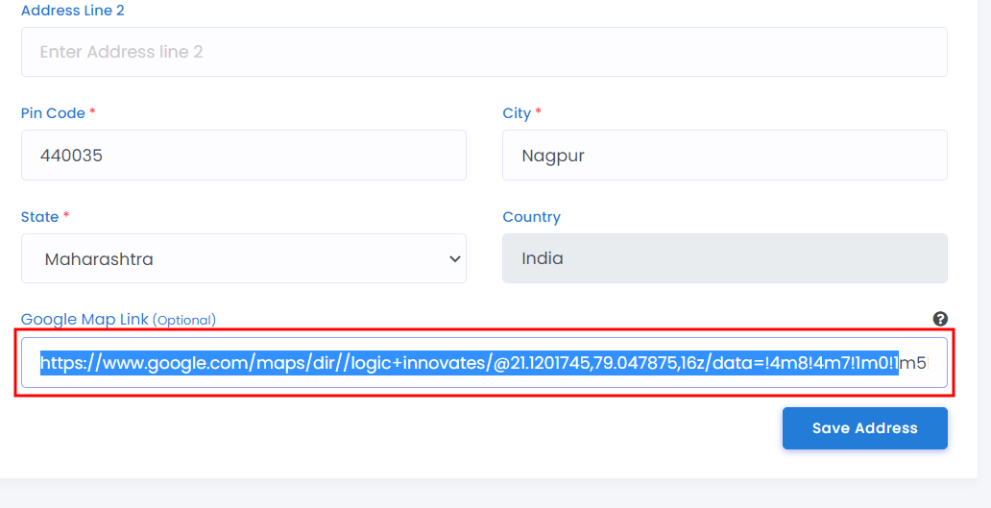 Address Line 2
Enter Address line 2
Pin Code *
City *
440035
Nagpur
State *
Country
Maharashtra
India
Google Map Link (Optional)
?
https://www.google.com/maps/dir//logic+innovates/@21.1201745,79.047875,16z/data=!4m8!4m7!1m0!1m5
Save Address